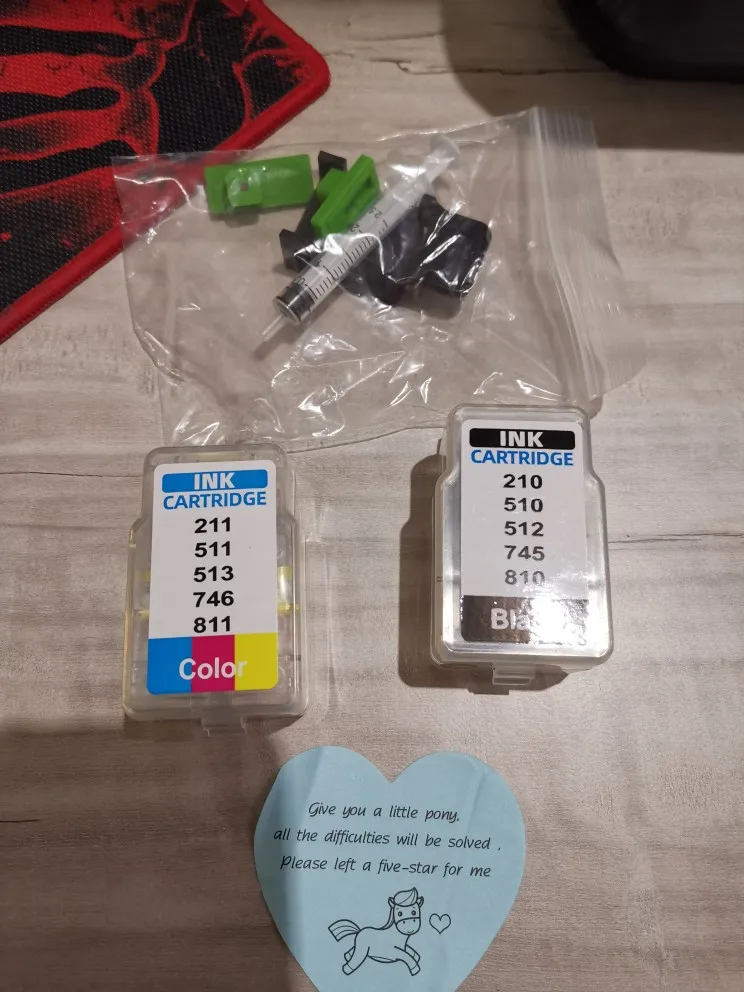 INK
CARTRIDGE
211
511
513
746
811
Color
INK
CARTRIDGE
210
510
512
745
810
Give you a little pony.
all the difficulties will be solved .
Please left a five-star for me